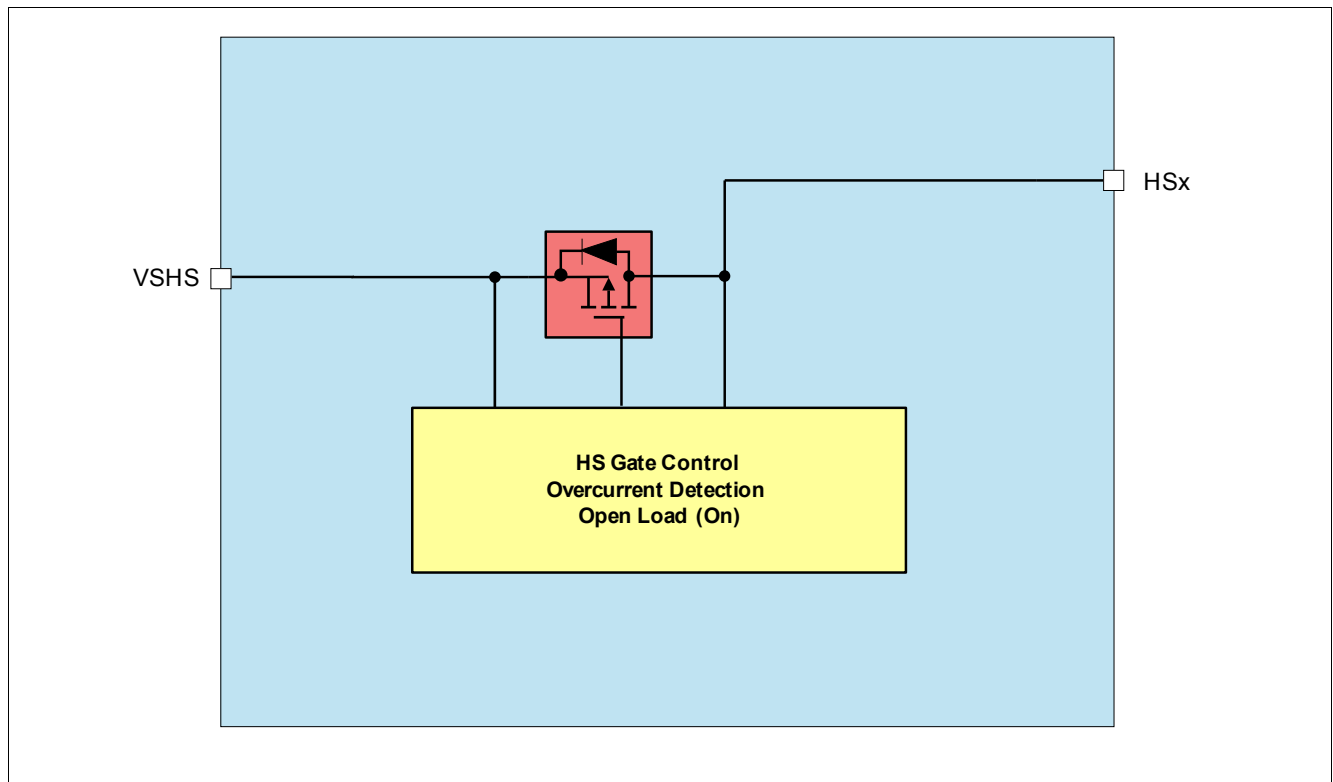 HSx
VSHS
HS Gate Control
Overcurrent Detection
Open Load (On)